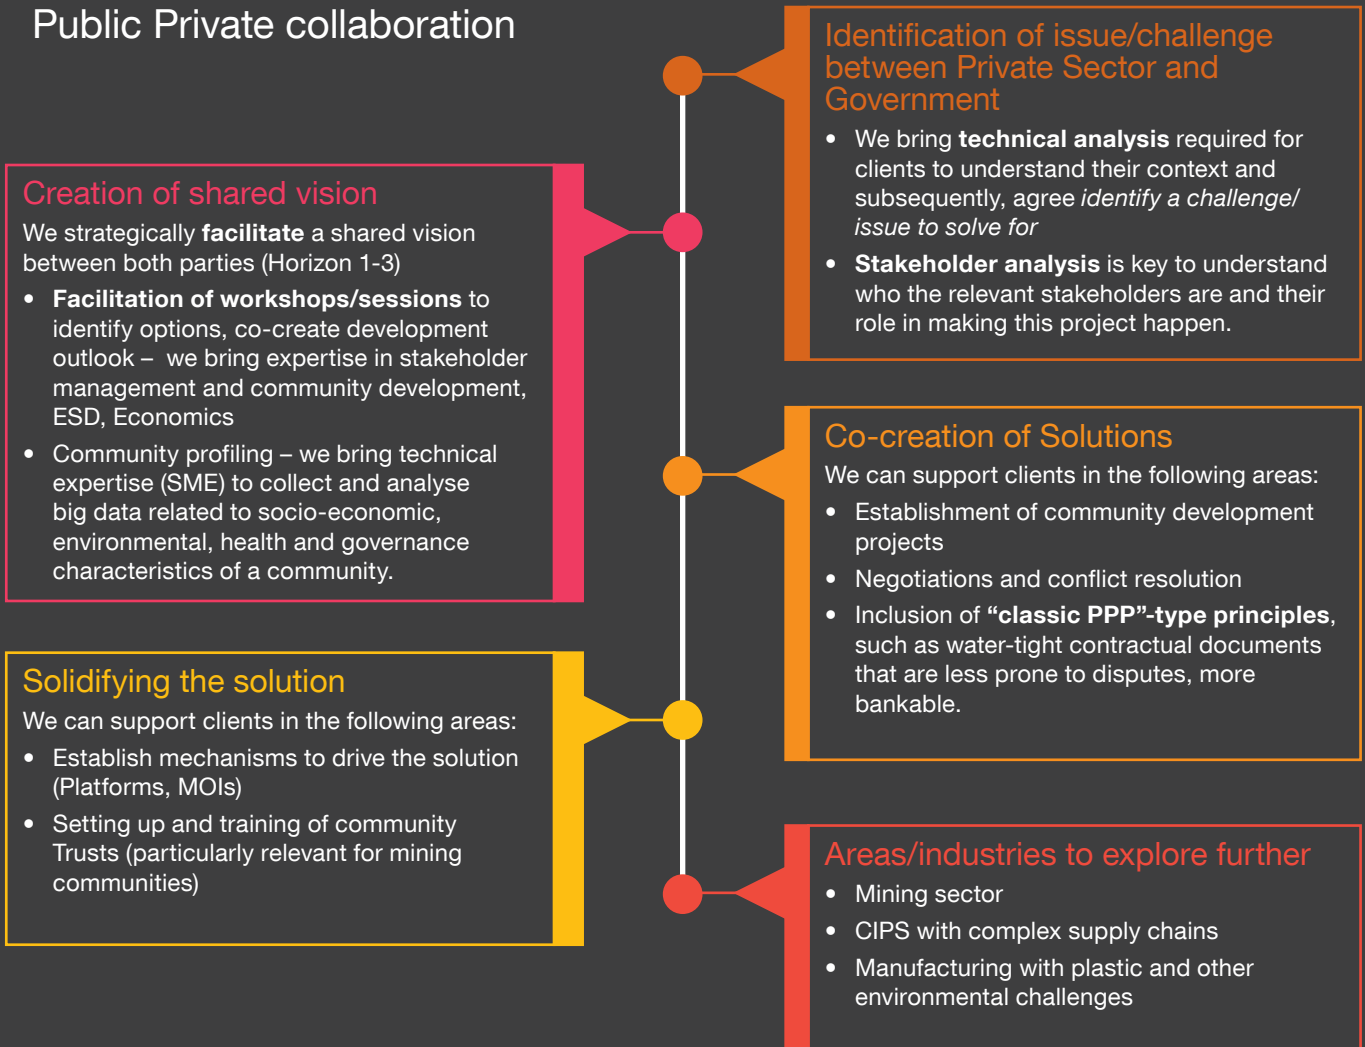 Public Private collaboration
Identification of issue/challenge
between Private Sector and
Government
• We bring technical analysis required for
clients to understand their context and
subsequently, agree identify a challenge/
issue to solve for
• Stakeholder analysis is key to understand
who the relevant stakeholders are and their
role in making this project happen.
Creation of shared vision
We strategically facilitate a shared vision
between both parties (Horizon 1-3)
• Facilitation of workshops/sessions to
identify options, co-create development
outlook – we bring expertise in stakeholder
management and community development,
ESD, Economics
• Community profiling – we bring technical
expertise (SME) to collect and analyse
big data related to socio-economic,
environmental, health and governance
characteristics of a community.
Co-creation of Solutions
We can support clients in the following areas:
• Establishment of community development
projects
• Negotiations and conflict resolution
• Inclusion of “classic PPP”-type principles,
such as water-tight contractual documents
that are less prone to disputes, more
bankable.
Solidifying the solution
We can support clients in the following areas:
• Establish mechanisms to drive the solution
(Platforms, MOIs)
• Setting up and training of community
Trusts (particularly relevant for mining
communities)
Areas/industries to explore further
• Mining sector
• CIPS with complex supply chains
• Manufacturing with plastic and other
environmental challenges